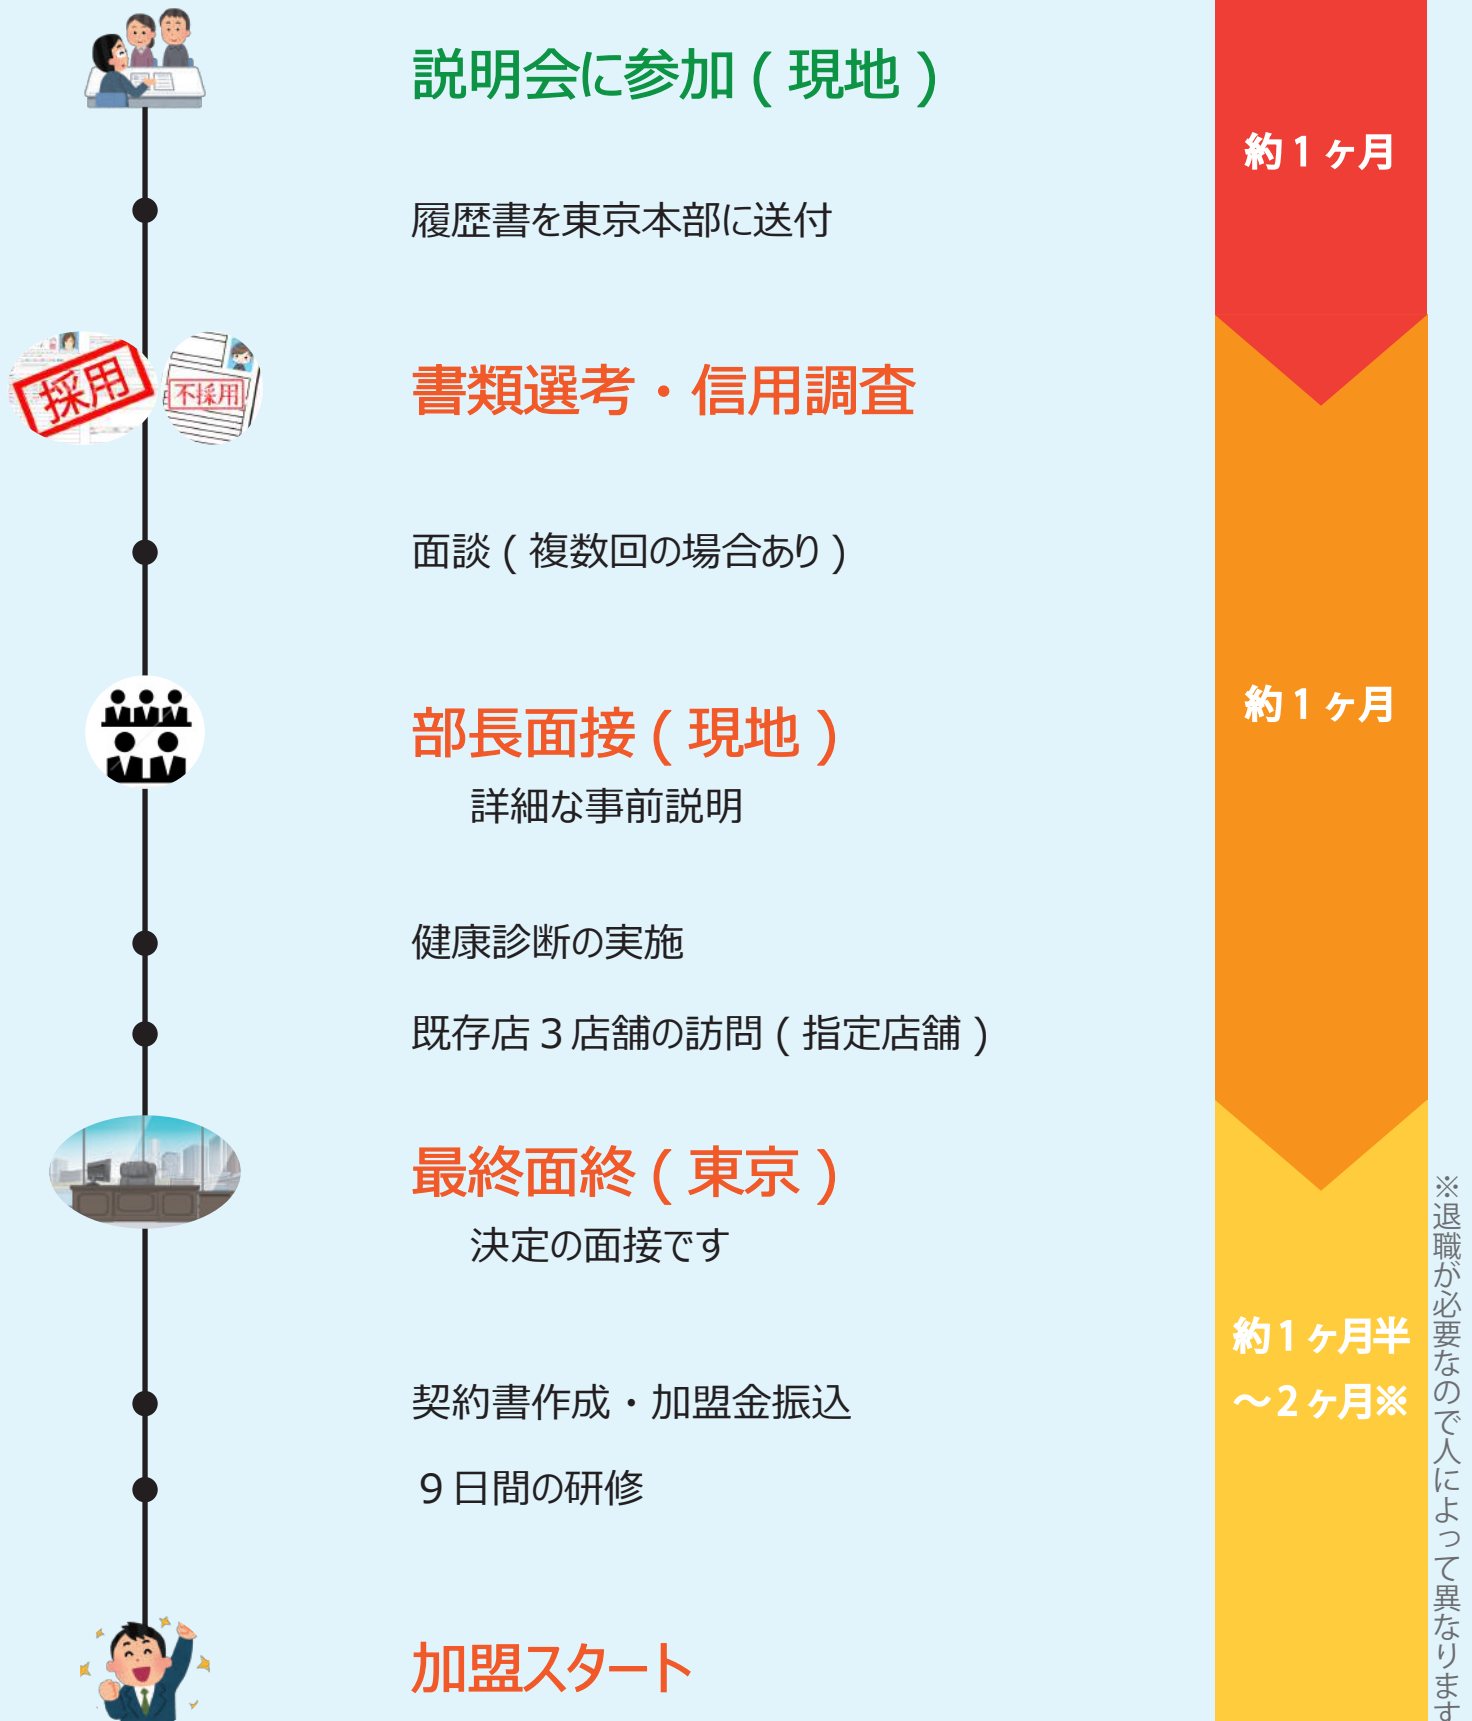 説明会に参加（現地）
約１ヶ月
履歴書を東京本部に送付
採用
不採用
書類選考・信用調査
面談（複数回の場合あり）
約１ヶ月
部長面接（現地）
詳細な事前説明
健康診断の実施
既存店３店舗の訪問（指定店舗）
最終面終（東京）
決定の面接です
約１ヶ月半
～２ヶ月※
契約書作成・加盟金振込
９日間の研修
加盟スタート
※退職が必要なので人によって異なります